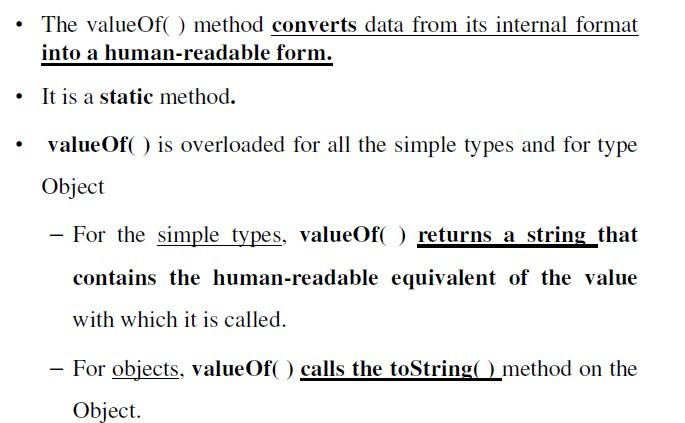 • The valueOf( ) method converts data from its internal format
into a human-readable form.
• It is a static method.
• valueOf( ) is overloaded for all the simple types and for type
Object
– For the simple types, valueOf( ) returns a string that
contains the human-readable equivalent of the value
with which it is called.
– For objects, valueOf( ) calls the toString( ) method on the
Object.